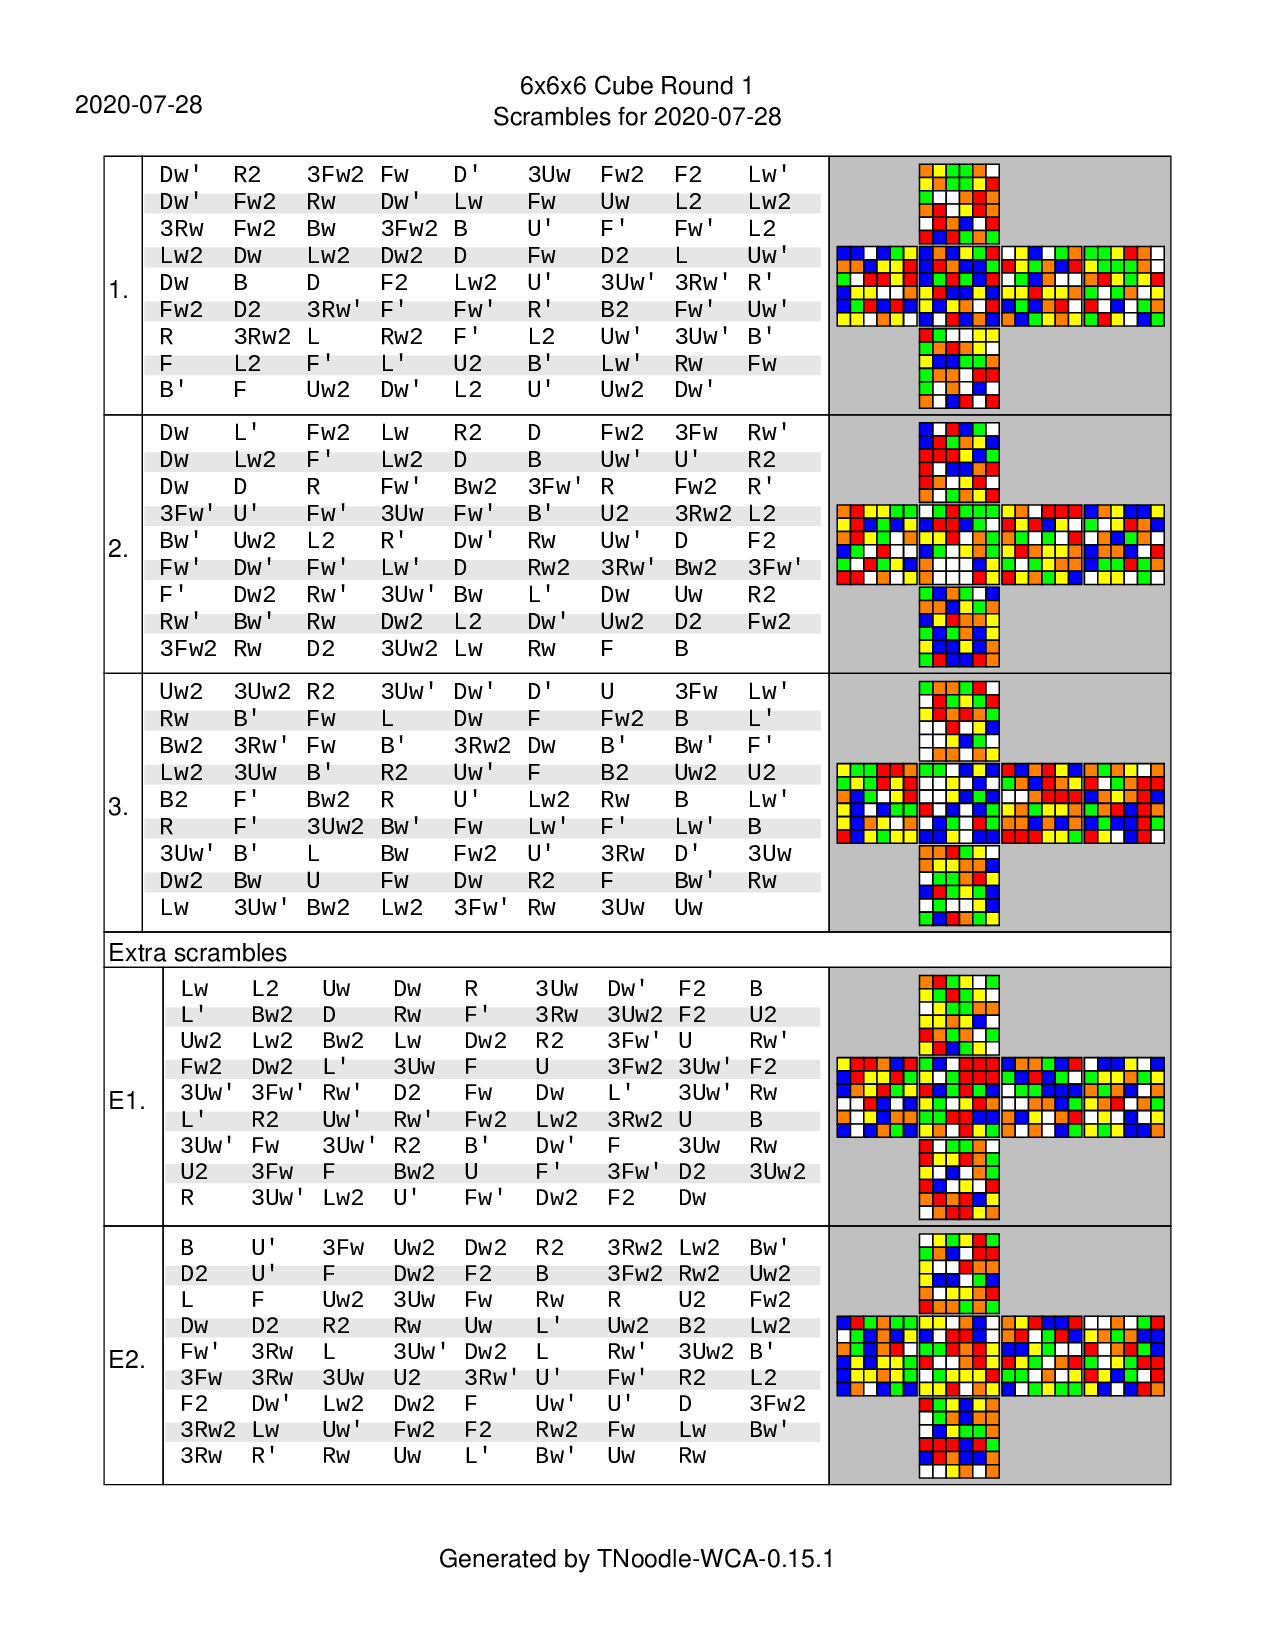 6x6x6 Cube Round 1
2020-07-28
Scrambles for 2020-07-28
1.
Dw' R2 3Fw2 Fw D' 3Uw Fw2 F2 Lw'
Dw' Fw2 Rw Dw' Lw Fw Uw L2 Lw2
3Rw Fw2 Bw 3Fw2 B U' F' Fw' L2
Lw2 Dw Lw2 Dw2 D Fw D2 L Uw'
Dw B D F2 Lw2 U' 3Uw' 3Rw' R'
Fw2 D2 3Rw' F' Fw' R' B2 Fw' Uw'
R 3Rw2 L Rw2 F' L2 Uw' 3Uw' B'
F L2 F' L' U2 B' Lw' Rw Fw
B' F Uw2 Dw' L2 U' Uw2 Dw'
2.
Dw L' Fw2 Lw R2 D Fw2 3Fw Rw'
Dw Lw2 F' Lw2 D B Uw' U' R2
Dw D R Fw' Bw2 3Fw' R Fw2 R'
3Fw' U' Fw' 3Uw Fw' B' U2 3Rw2 L2
Bw' Uw2 L2 R' Dw' Rw Uw' D F2
Fw' Dw' Fw' Lw' D Rw2 3Rw' Bw2 3Fw'
F' Dw2 Rw' 3Uw' Bw L' Dw Uw R2
Rw' Bw' Rw Dw2 L2 Dw' Uw2 D2 Fw2
3Fw2 Rw D2 3Uw2 Lw Rw F B
3.
Uw2 3Uw2 R2 3Uw' Dw' D' U 3Fw Lw'
Rw B' Fw L Dw F Fw2 B L'
Bw2 3Rw' Fw B' 3Rw2 Dw B' Bw' F'
Lw2 3Uw B' R2 Uw' F B2 Uw2 U2
B2 F' Bw2 R U' Lw2 Rw B Lw'
R F' 3Uw2 Bw' Fw Lw' F' Lw' B
3Uw' B' L Bw Fw2 U' 3Rw D' 3Uw
Dw2 Bw U Fw Dw R2 F Bw' Rw
Lw 3Uw' Bw2 Lw2 3Fw' Rw 3Uw Uw
Extra scrambles
E1.
Lw L2 Uw Dw R 3Uw Dw' F2 B
L' Bw2 D Rw F' 3Rw 3Uw2 F2 U2
Uw2 Lw2 Bw2 Lw Dw2 R2 3Fw' U Rw'
Fw2 Dw2 L' 3Uw F U 3Fw2 3Uw' F2
3Uw' 3Fw' Rw' D2 Fw Dw L' 3Uw' Rw
L' R2 Uw' Rw' Fw2 Lw2 3Rw2 U B
3Uw' Fw 3Uw' R2 B' Dw' F 3Uw Rw
U2 3Fw F Bw2 U F' 3Fw' D2 3Uw2
R 3Uw' Lw2 U' Fw' Dw2 F2 Dw
E2.
B U' 3Fw Uw2 Dw2 R2 3Rw2 Lw2 Bw'
D2 U' F Dw2 F2 B 3Fw2 Rw2 Uw2
L F Uw2 3Uw Fw Rw R U2 Fw2
Dw D2 R2 Rw Uw L' Uw2 B2 Lw2
Fw' 3Rw L 3Uw' Dw2 L Rw' 3Uw2 B'
3Fw 3Rw 3Uw U2 3Rw' U' Fw' R2 L2
F2 Dw' Lw2 Dw2 F Uw' U' D 3Fw2
3Rw2 Lw Uw' Fw2 F2 Rw2 Fw Lw Bw'
3Rw R' Rw Uw L' Bw' Uw Rw
Generated by TNoodle-WCA-0.15.1